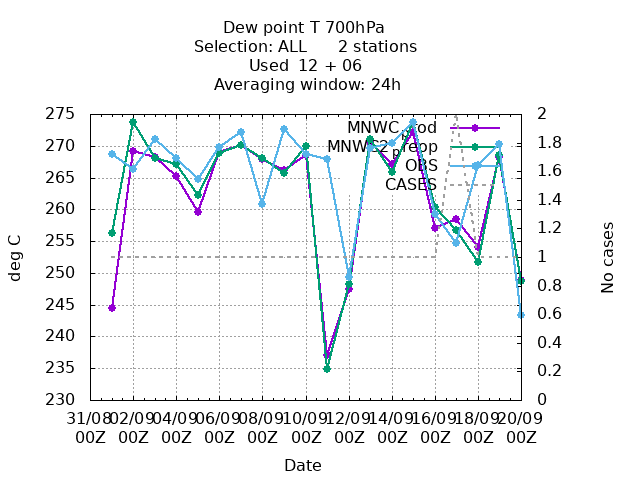 Dew point T 700hPa
Selection: ALL 2 stations
Used 12 + 06
Averaging window: 24h
275
270
265
260
255
250
245
240
235
230
deg C
2
1.8
1.6
1.4
1.2
1
0.8
0.6
0.4
0.2
0
No cases
OBS
CASES
31/08 02/09 04/09 06/09 08/09 10/09 12/09 14/09 16/09 18/09 20/09
00Z 00Z 00Z 00Z 00Z 00Z 00Z 00Z 00Z 00Z 00Z
Date